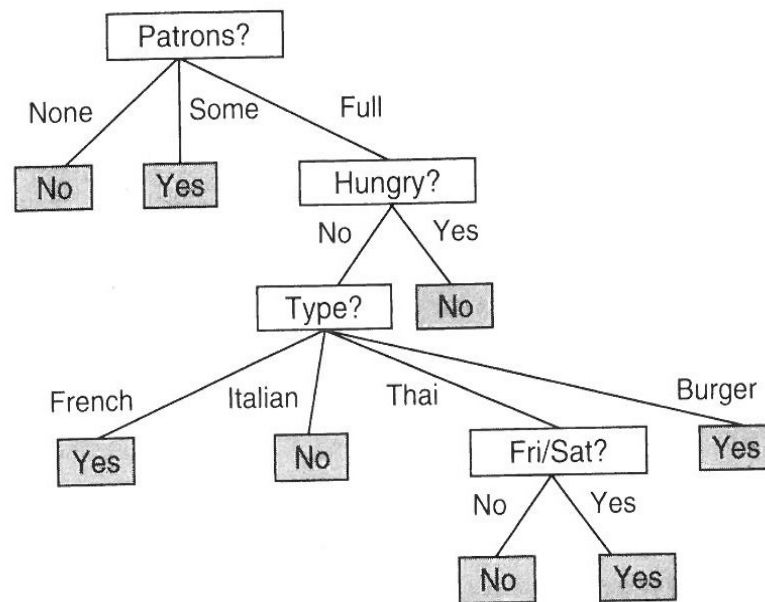 Patrons?
None Some Full
No Yes Hungry?
No Yes
Type? No
French Italian Thai Burger
Yes No Fri/Sat? Yes
No Yes
No Yes